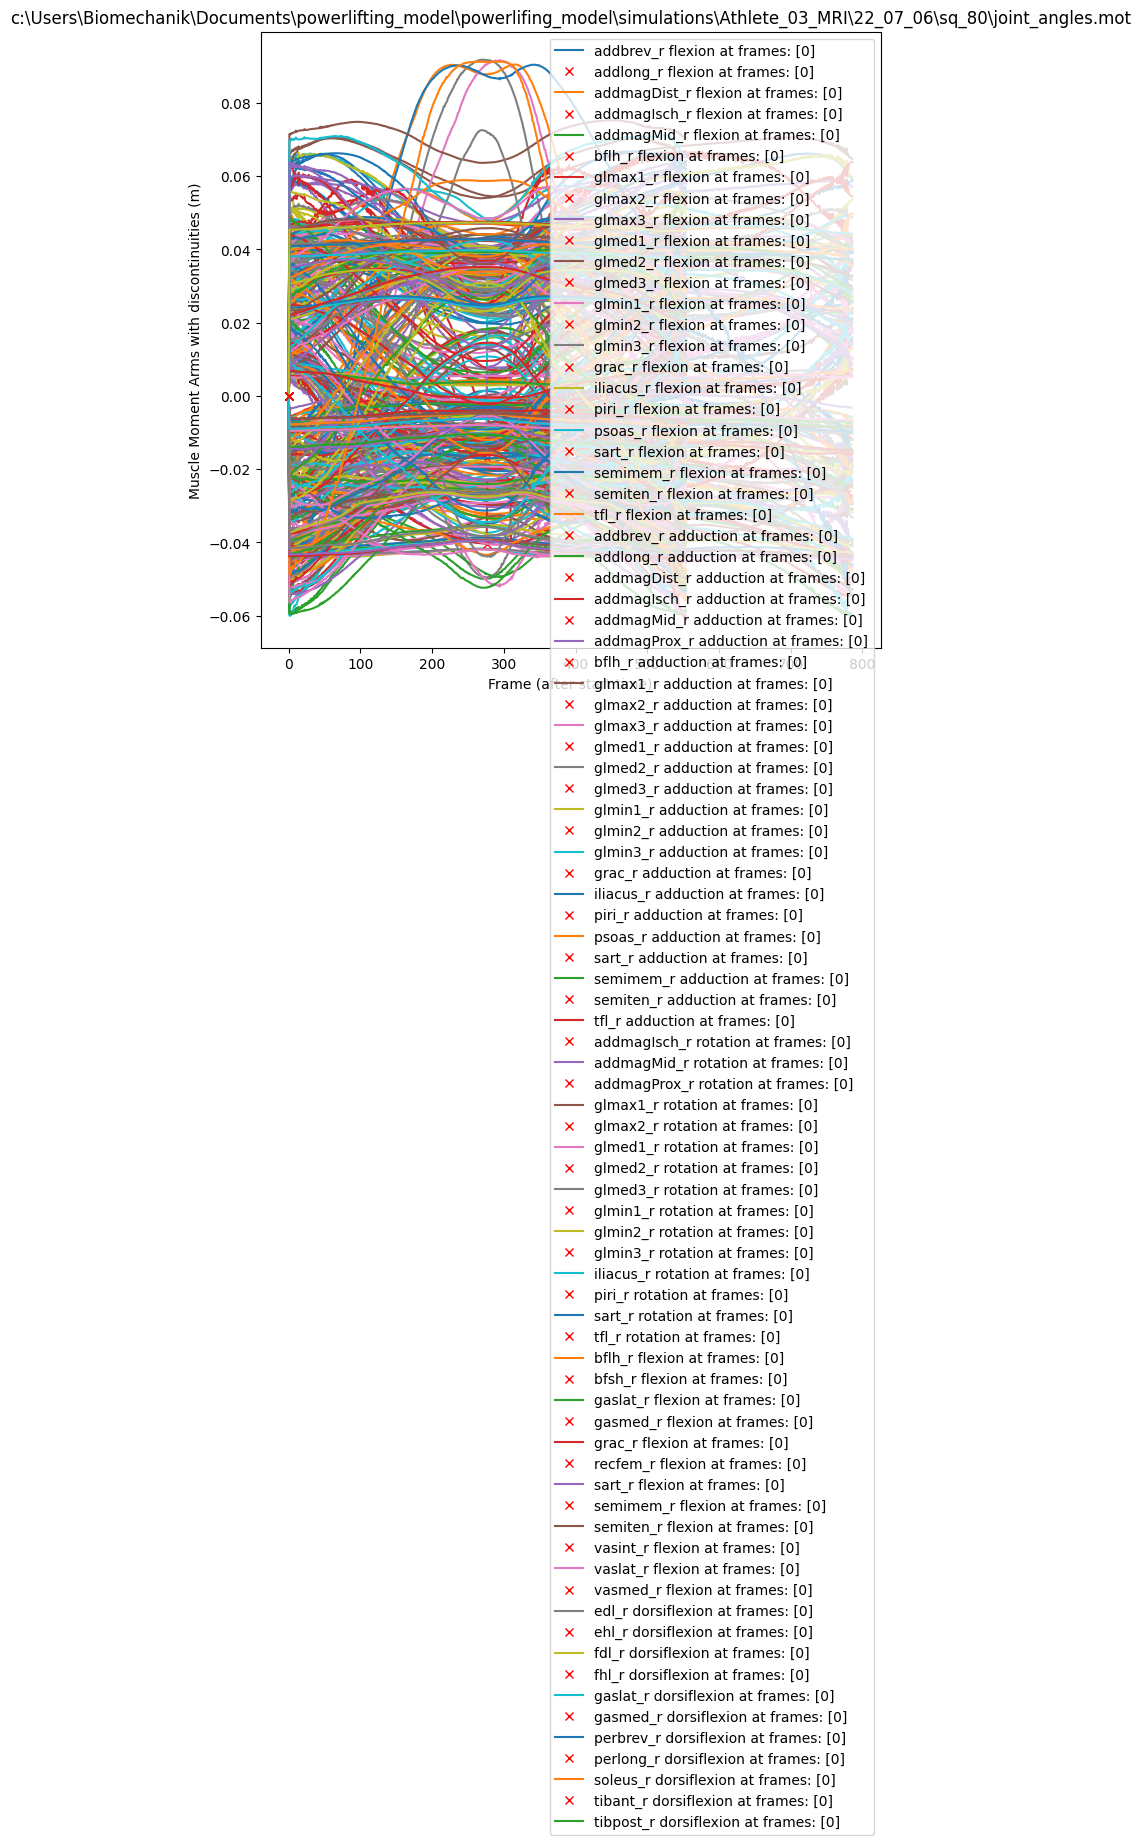 c:\Users\Biomechanik\Documents\powerlifting_model\powerlifing_model\simulations\Athlete_03_MRI\22_07_06\sq_80\joint_angles.mot
Muscle Moment Arms with discontinuities (m)
0.08
0.06
0.04
0.02
0.00
−0.02
−0.04
−0.06
0
100
200
300
400
600
800
Frame (after start
addbrev_r flexion at frames: [0]
addlong_r flexion at frames: [0]
addmagDist_r flexion at frames: [0]
addmagIsch_r flexion at frames: [0]
addmagMid_r flexion at frames: [0]
bflh_r flexion at frames: [0]
glmax1_r flexion at frames: [0]
glmax2_r flexion at frames: [0]
glmax3_r flexion at frames: [0]
glmed1_r flexion at frames: [0]
glmed2_r flexion at frames: [0]
glmed3_r flexion at frames: [0]
glmin1_r flexion at frames: [0]
glmin2_r flexion at frames: [0]
glmin3_r flexion at frames: [0]
grac_r flexion at frames: [0]
iliacus_r flexion at frames: [0]
piri_r flexion at frames: [0]
psoas_r flexion at frames: [0]
sart_r flexion at frames: [0]
semimem_r flexion at frames: [0]
semiten_r flexion at frames: [0]
tfl_r flexion at frames: [0]
addbrev_r adduction at frames: [0]
addlong_r adduction at frames: [0]
addmagDist_r adduction at frames: [0]
addmagIsch_r adduction at frames: [0]
addmagMid_r adduction at frames: [0]
addmagProx_r adduction at frames: [0]
bflh_r adduction at frames: [0]
glmax1_r adduction at frames: [0]
glmax2_r adduction at frames: [0]
glmax3_r adduction at frames: [0]
glmed1_r adduction at frames: [0]
glmed2_r adduction at frames: [0]
glmed3_r adduction at frames: [0]
glmin1_r adduction at frames: [0]
glmin2_r adduction at frames: [0]
glmin3_r adduction at frames: [0]
grac_r adduction at frames: [0]
iliacus_r adduction at frames: [0]
piri_r adduction at frames: [0]
psoas_r adduction at frames: [0]
sart_r adduction at frames: [0]
semimem_r adduction at frames: [0]
semiten_r adduction at frames: [0]
tfl_r adduction at frames: [0]
addmagIsch_r rotation at frames: [0]
addmagMid_r rotation at frames: [0]
addmagProx_r rotation at frames: [0]
glmax1_r rotation at frames: [0]
glmax2_r rotation at frames: [0]
glmed1_r rotation at frames: [0]
glmed2_r rotation at frames: [0]
glmed3_r rotation at frames: [0]
glmin1_r rotation at frames: [0]
glmin2_r rotation at frames: [0]
glmin3_r rotation at frames: [0]
iliacus_r rotation at frames: [0]
piri_r rotation at frames: [0]
sart_r rotation at frames: [0]
tfl_r rotation at frames: [0]
bflh_r flexion at frames: [0]
bfsh_r flexion at frames: [0]
gaslat_r flexion at frames: [0]
gasmed_r flexion at frames: [0]
grac_r flexion at frames: [0]
recfem_r flexion at frames: [0]
sart_r flexion at frames: [0]
semimem_r flexion at frames: [0]
semiten_r flexion at frames: [0]
vasint_r flexion at frames: [0]
vaslat_r flexion at frames: [0]
vasmed_r flexion at frames: [0]
edl_r dorsiflexion at frames: [0]
ehl_r dorsiflexion at frames: [0]
fdl_r dorsiflexion at frames: [0]
fhl_r dorsiflexion at frames: [0]
gaslat_r dorsiflexion at frames: [0]
gasmed_r dorsiflexion at frames: [0]
perbrev_r dorsiflexion at frames: [0]
perlong_r dorsiflexion at frames: [0]
soleus_r dorsiflexion at frames: [0]
tibant_r dorsiflexion at frames: [0]
tibpost_r dorsiflexion at frames: [0]